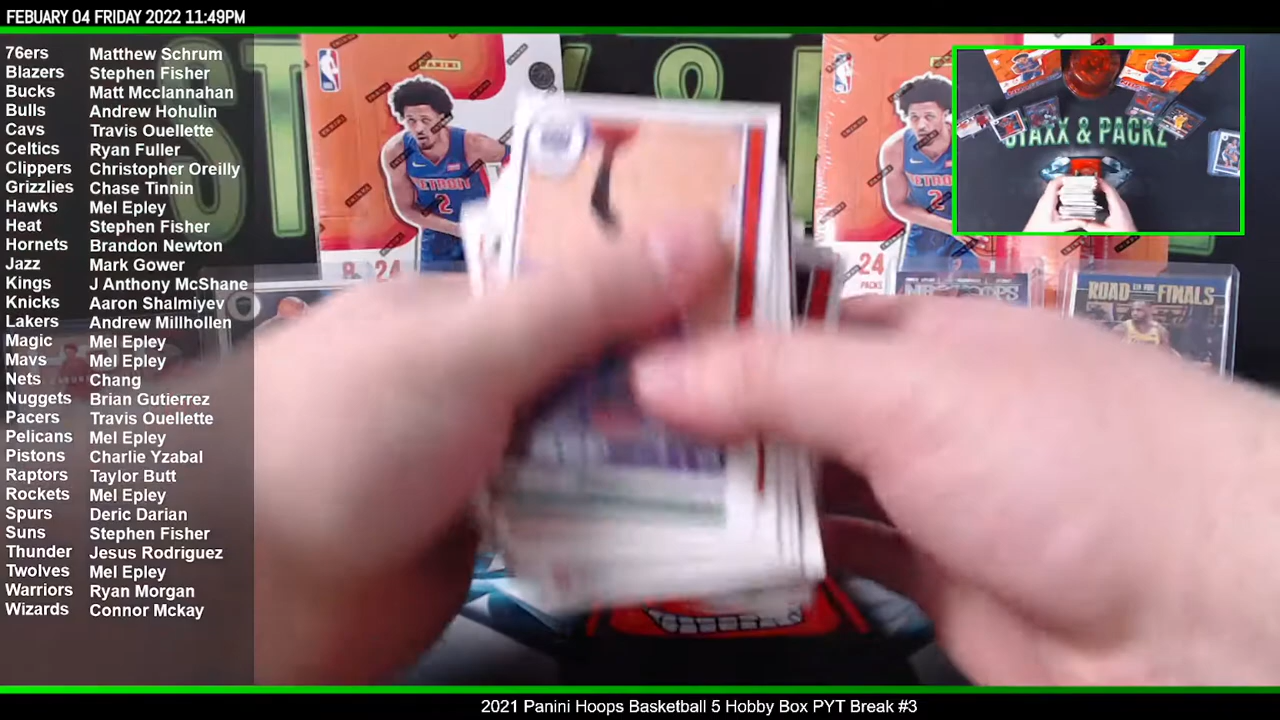 FEBUARY 04 FRIDAY 2022 11:49PM
76ers Matthew Schrum
Blazers Stephen Fisher
Bucks Matt Mcclannahan
Bulls Andrew Hohulin
Cavs Travis Ouellette
Celtics Ryan Fuller
Clippers Christopher Oreilly
Grizzlies Chase Tinnin
Hawks Mel Epley
Heat Stephen Fisher
Hornets Brandon Newton
Jazz Mark Gower
Kings J Anthony McShane
Knicks Aaron Shalmiyev
Lakers Andrew Millhollen
Magic Mel Epley
Mavs Mel Epley
Nets Chang
Nuggets Brian Gutierrez
Pacers Travis Ouellette
Pelicans Mel Epley
Pistons Charlie Yzabal
Raptors Taylor Butt
Rockets Mel Epley
Spurs Deric Darian
Suns Stephen Fisher
Thunder Jesus Rodriguez
Twolves Mel Epley
Warriors Ryan Morgan
Wizards Connor Mckay
PANINI
DETROIT
2
8 24
24
PACKS
STAXX & PACKZ
NBA HOOPS
ROAD TO THE FINALS
2021 Panini Hoops Basketball 5 Hobby Box PYT Break #3